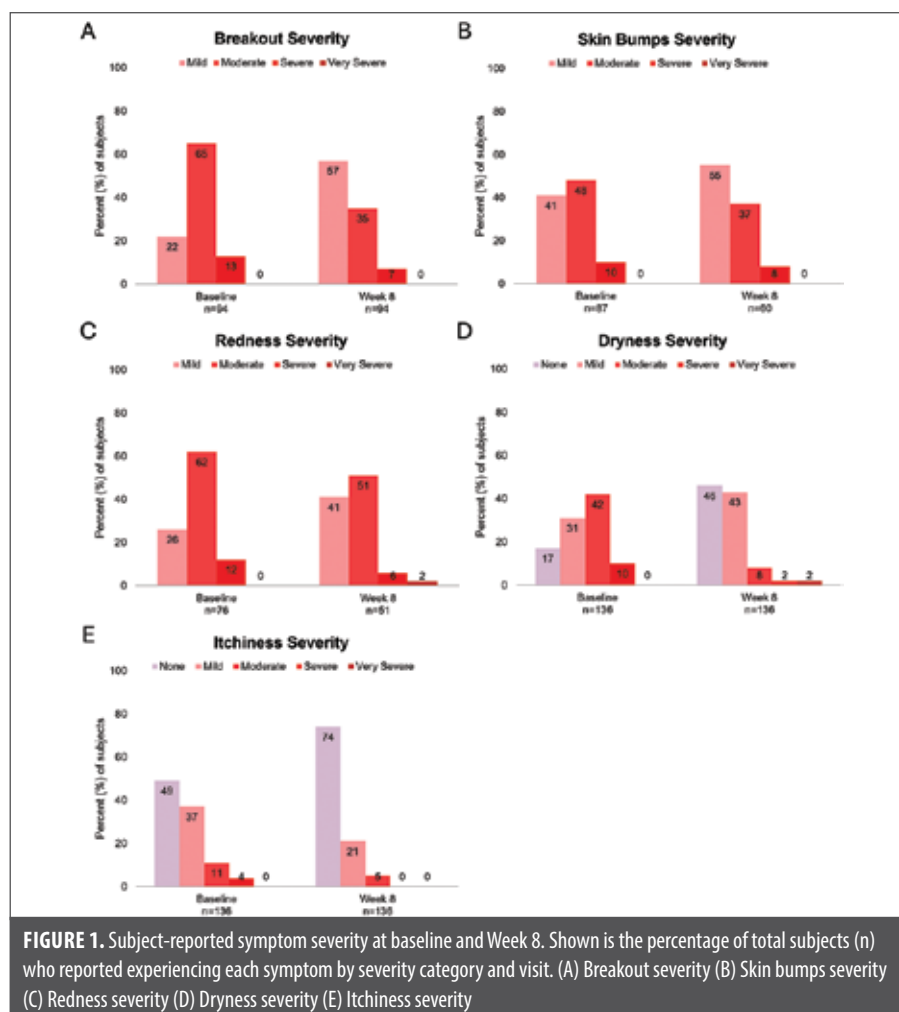 A
Breakout Severity
Mild Moderate Severe Very Severe
Percent (%) of subjects
100
80
60
40
20
0
22
65
13
0
57
35
7
0
Baseline
n=94
Week 8
n=94
B
Skin Bumps Severity
Mild Moderate Severe Very Severe
Percent (%) of subjects
100
80
60
40
20
0
41
48
10
0
55
37
8
0
Baseline
n=87
Week 8
C
Redness Severity
Mild Moderate Severe Very Severe
Percent (%) of subjects
100
80
60
40
20
0
26
62
12
0
41
51
6
2
Baseline
n=76
Week 8
n=51
D
Dryness Severity
None Mild Moderate Severe Very Severe
Percent (%) of subjects
100
80
60
40
20
0
17
31
42
10
0
46
43
8
2
2
Baseline
n=136
Week 8
n=136
E
Itchiness Severity
None Mild Moderate Severe Very Severe
Percent (%) of subjects
100
80
60
40
20
0
49
37
11
4
0
74
21
5
0
0
Baseline
n=136
Week 8
n=136
FIGURE 1. Subject-reported symptom severity at baseline and Week 8. Shown is the percentage of total subjects (n)
who reported experiencing each symptom by severity category and visit. (A) Breakout severity (B) Skin bumps severity
(C) Redness severity (D) Dryness severity (E) Itchiness severity